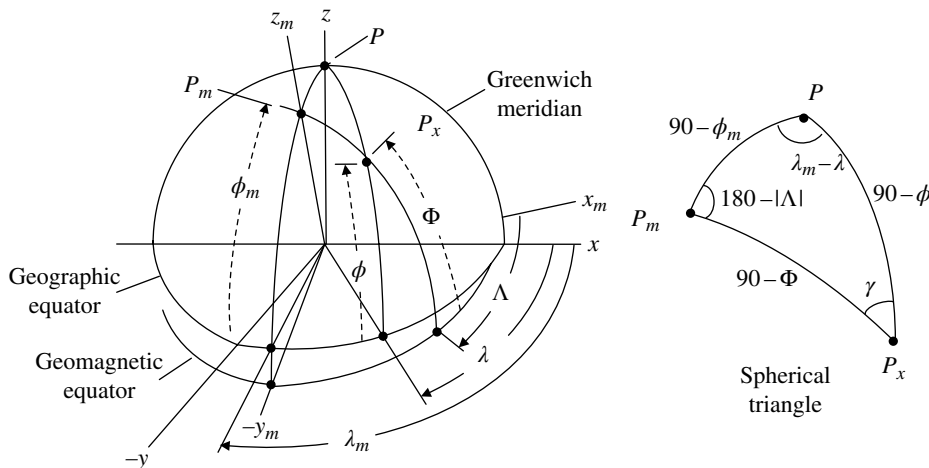 z_m
z
P
P_m
Greenwich
meridian
P_x
ϕ_m
Φ
ϕ
x_m
x
Λ
λ
λ_m
Geographic
equator
Geomagnetic
equator
−y
−y_m
P
90−ϕ_m
λ_m−λ
90−ϕ
180−|Λ|
P_m
90−Φ
γ
P_x
Spherical
triangle